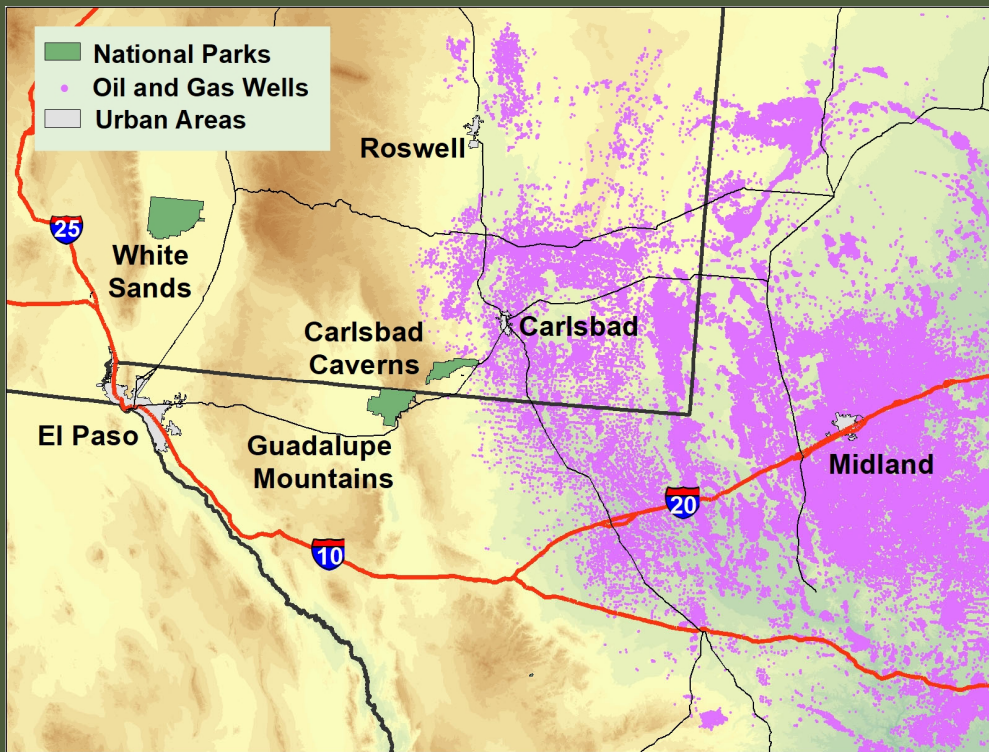 National Parks
Oil and Gas Wells
Urban Areas
Roswell
25
White
Sands
Carlsbad
Caverns
Carlsbad
El Paso
Guadalupe
Mountains
Midland
20
10